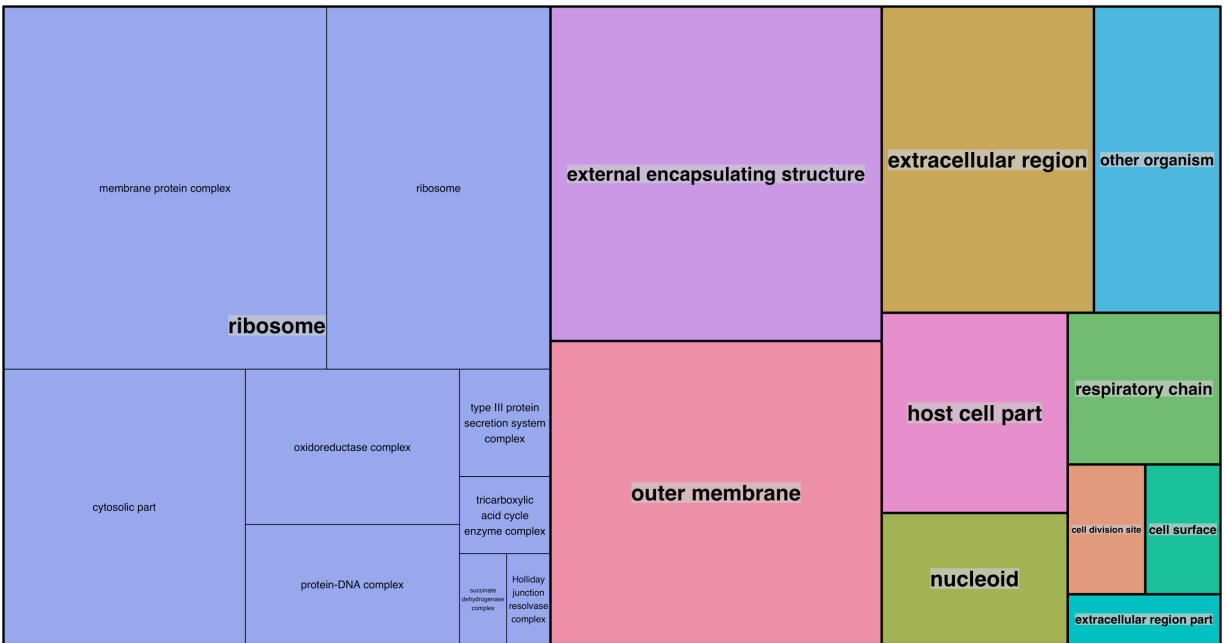 membrane protein complex
ribosome
ribosome
cytosolic part
oxidoreductase complex
protein-DNA complex
type III protein
secretion system
complex
tricarboxylic
acid cycle
enzyme complex
succinate
dehydrogenase
complex
Holliday
junction
resolvase
complex
external encapsulating structure
outer membrane
extracellular region
other organism
host cell part
respiratory chain
nucleoid
cell division site
cell surface
extracellular region part